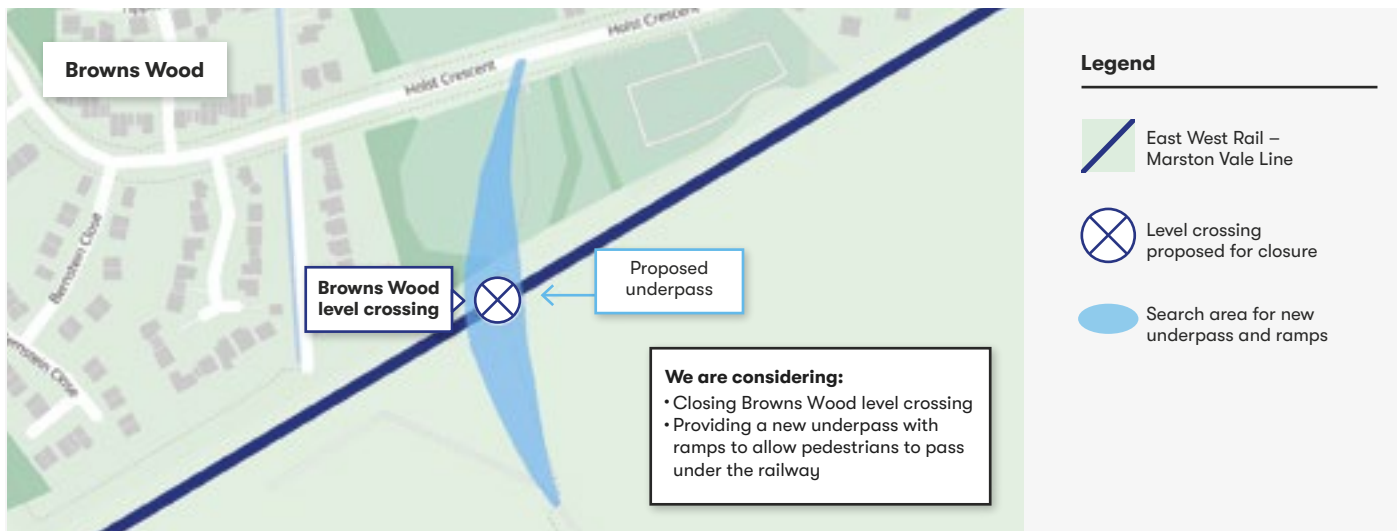 Browns Wood
Holst Crescent
Holst Crescent
Bernstein Close
Browns Wood
level crossing
Proposed
underpass
We are considering:
• Closing Browns Wood level crossing
• Providing a new underpass with
ramps to allow pedestrians to pass
under the railway
Legend
East West Rail –
Marston Vale Line
Level crossing
proposed for closure
Search area for new
underpass and ramps